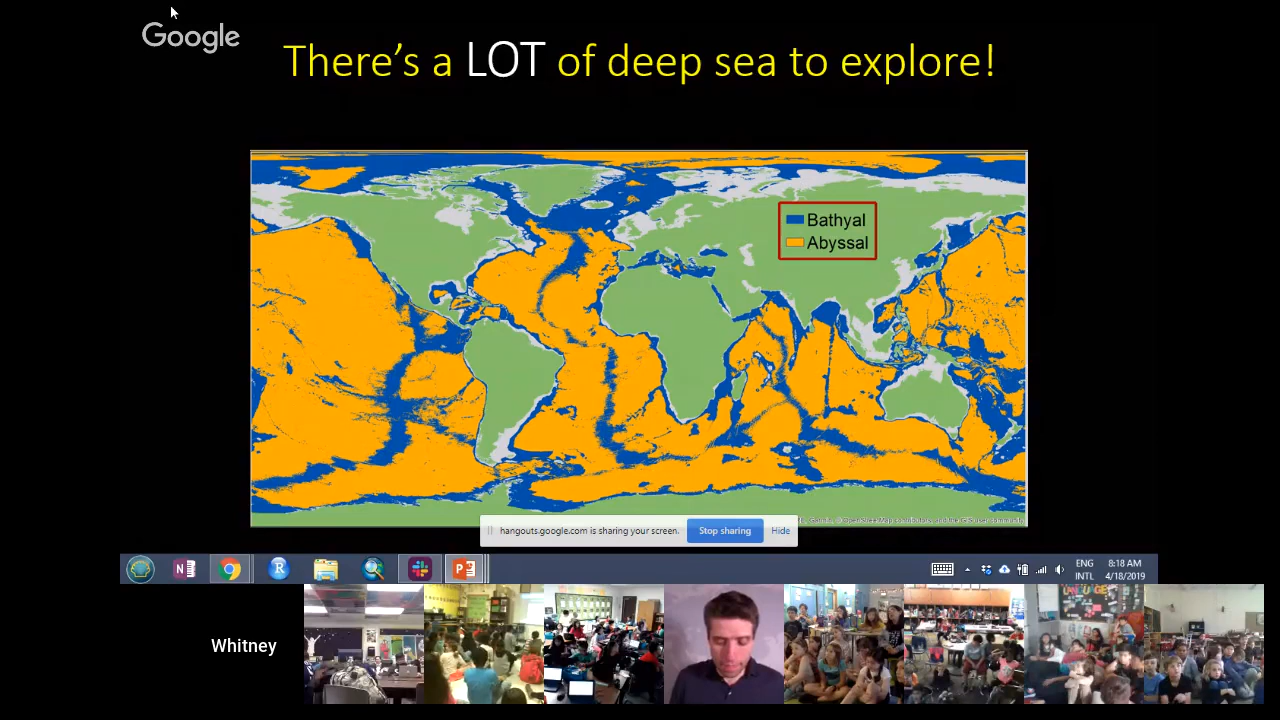 Google
There's a LOT of deep sea to explore!
Bathyal
Abyssal
hangouts.google.com is sharing your screen.
Stop sharing
Hide
ENG
INTL
8:18 AM
4/18/2019
Whitney
LANGUAGE